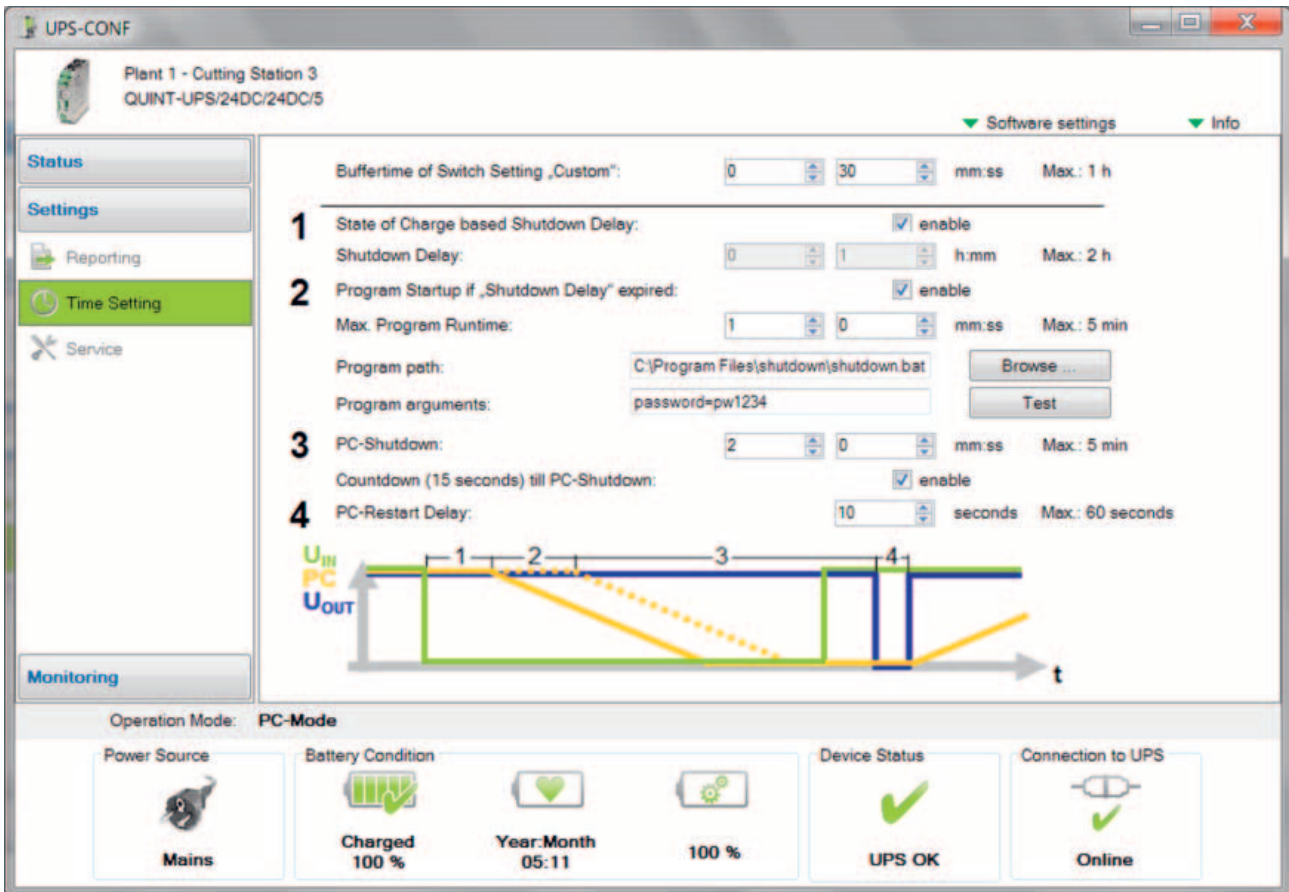 UPS-CONF
Plant 1 - Cutting Station 3
QUINT-UPS/24DC/24DC/5
Software settings Info
Status
Settings
Reporting
Time Setting
Service
Monitoring
Buffertime of Switch Setting „Custom“: 0 30 mm:ss Max.: 1 h
1 State of Charge based Shutdown Delay: enable
Shutdown Delay: 0 1 h:mm Max.: 2 h
2 Program Startup if „Shutdown Delay“ expired: enable
Max. Program Runtime: 1 0 mm:ss Max.: 5 min
Program path: C:\Program Files\shutdown\shutdown.bat Browse ...
Program arguments: password=pw1234 Test
3 PC-Shutdown: 2 0 mm:ss Max.: 5 min
Countdown (15 seconds) till PC-Shutdown: enable
4 PC-Restart Delay: 10 seconds Max.: 60 seconds
UIN 1 2 3 4
PC
UOUT
t
Operation Mode: PC-Mode
Power Source
Mains
Battery Condition
Charged
100 %
Year:Month
05:11
100 %
Device Status
UPS OK
Connection to UPS
Online